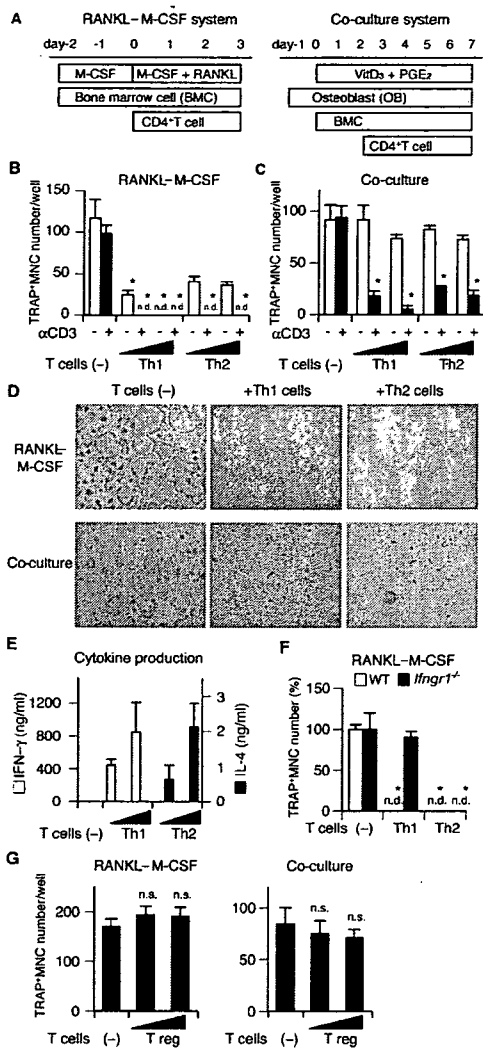 A RANKL–M-CSF system Co-culture system
day-2 -1 0 1 2 3 day-1 0 1 2 3 4 5 6 7
M-CSF M-CSF + RANKL VitD3 + PGE2
Bone marrow cell (BMC) Osteoblast (OB)
CD4+T cell BMC
CD4+T cell
B RANKL–M-CSF C Co-culture
TRAP+MNC number/well
150
100
50
0
* * * * * *
n.d. n.d. n.d. n.d. n.d.
αCD3 - + - + - + - + - +
T cells (-) Th1 Th2
TRAP+MNC number/well
100
50
0
* * * *
αCD3 - + - + - + - + - +
T cells (-) Th1 Th2
D T cells (-) +Th1 cells +Th2 cells
RANKL–
M-CSF
Co-culture
E Cytokine production
IFN–γ (ng/ml)
1200
800
400
0
3
2
1
0
IL-4 (ng/ml)
T cells (-) Th1 Th2
F RANKL–M-CSF
WT Ifngr1-/-
TRAP+MNC number (%)
150
100
50
0
* * *
n.d. n.d. n.d.
T cells (-) Th1 Th2
G RANKL–M-CSF Co-culture
TRAP+MNC number/well
200
100
0
n.s. n.s.
T cells (-) T reg
100
50
0
n.s. n.s.
T cells (-) T reg